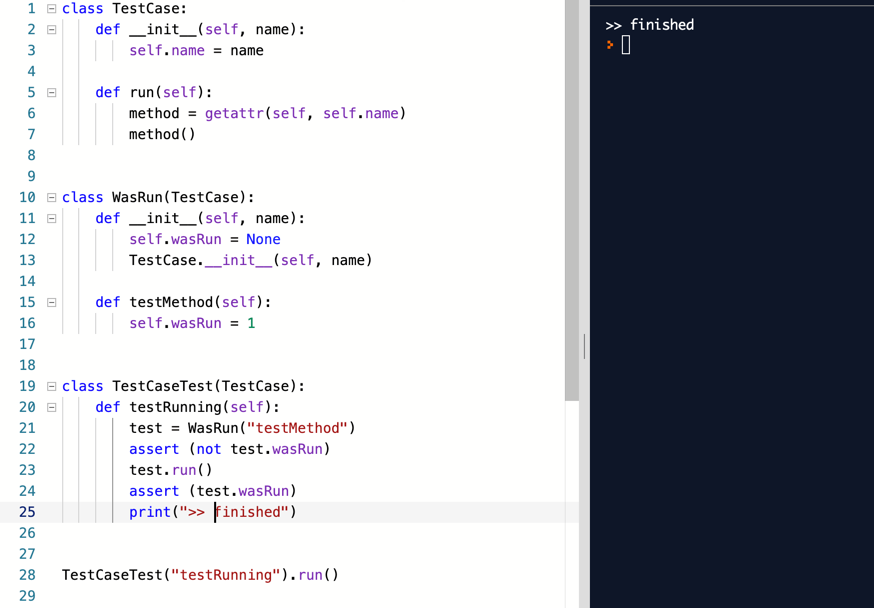 1 class TestCase:
2     def __init__(self, name):
3         self.name = name
4
5     def run(self):
6         method = getattr(self, self.name)
7         method()
8
9
10 class WasRun(TestCase):
11     def __init__(self, name):
12         self.wasRun = None
13         TestCase.__init__(self, name)
14
15     def testMethod(self):
16         self.wasRun = 1
17
18
19 class TestCaseTest(TestCase):
20     def testRunning(self):
21         test = WasRun("testMethod")
22         assert (not test.wasRun)
23         test.run()
24         assert (test.wasRun)
25         print(">> finished")
26
27
28 TestCaseTest("testRunning").run()
29
>> finished